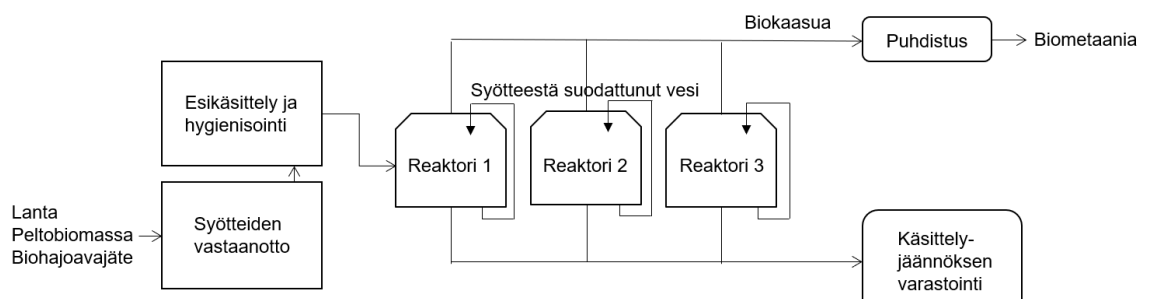 Biokaasua
Puhdistus
Biometaania
Esikäsittely ja
hygienisointi
Syötteestä suodattunut vesi
Reaktori 1
Reaktori 2
Reaktori 3
Lanta
Peltobiomassa
Biohajoavajäte
Syötteiden
vastaanotto
Käsittely-
jäännöksen
varastointi